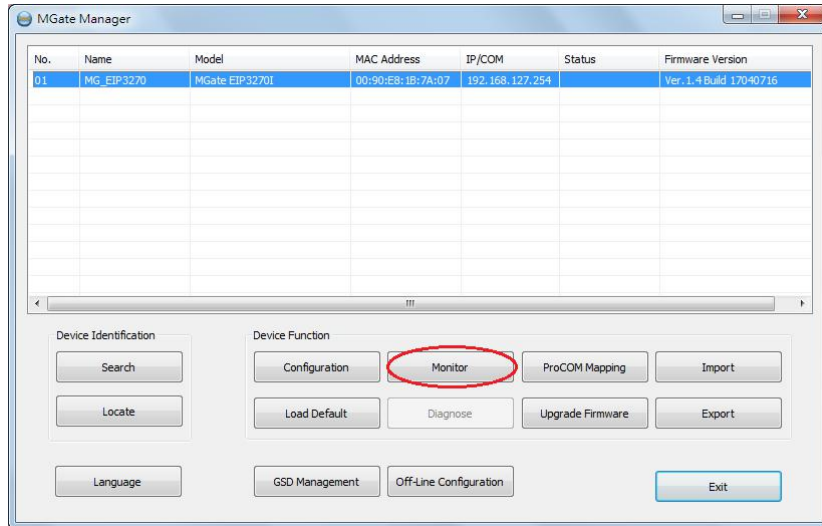 MGate Manager
No. Name Model MAC Address IP/COM Status Firmware Version
01 MG_EIP3270 MGate EIP3270I 00:90:E8:1B:7A:07 192.168.127.254 Ver.1.4 Build 17040716
Device Identification Device Function
Search Configuration Monitor ProCOM Mapping Import
Locate Load Default Diagnose Upgrade Firmware Export
Language GSD Management Off-Line Configuration Exit